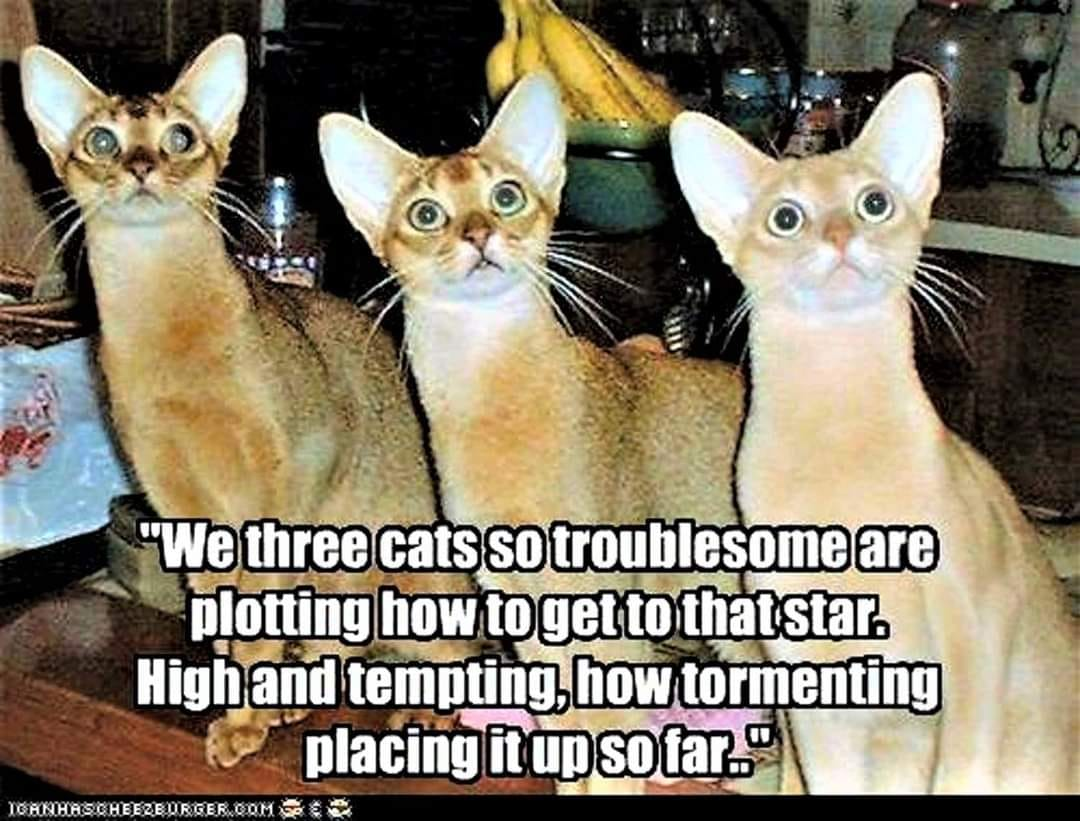 "We three cats so troublesome are
plotting how to get to that star.
High and tempting, how tormenting
placing it up so far.."
ICANHASCHEEZBURGER.COM